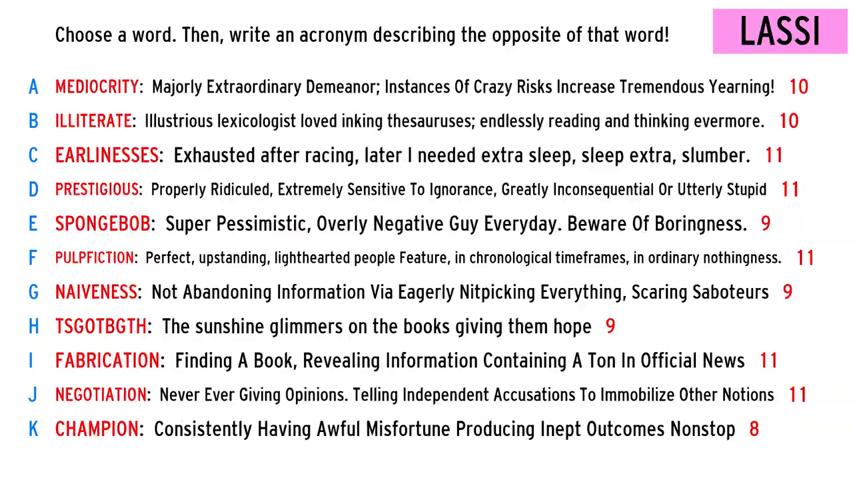 Choose a word. Then, write an acronym describing the opposite of that word!
LASSI
A MEDIOCRITY: Majorly Extraordinary Demeanor; Instances Of Crazy Risks Increase Tremendous Yearning! 10
B ILLITERATE: Illustrious lexicologist loved inking thesauruses; endlessly reading and thinking evermore. 10
C EARLINESSES: Exhausted after racing, later I needed extra sleep, sleep extra, slumber. 11
D PRESTIGIOUS: Properly Ridiculed, Extremely Sensitive To Ignorance, Greatly Inconsequential Or Utterly Stupid 11
E SPONGEBOB: Super Pessimistic, Overly Negative Guy Everyday. Beware Of Boringness. 9
F PULPFICTION: Perfect, upstanding, lighthearted people Feature, in chronological timeframes, in ordinary nothingness. 11
G NAIVENESS: Not Abandoning Information Via Eagerly Nitpicking Everything, Scaring Saboteurs 9
H TSGOTBGTH: The sunshine glimmers on the books giving them hope 9
I FABRICATION: Finding A Book, Revealing Information Containing A Ton In Official News 11
J NEGOTIATION: Never Ever Giving Opinions. Telling Independent Accusations To Immobilize Other Notions 11
K CHAMPION: Consistently Having Awful Misfortune Producing Inept Outcomes Nonstop 8